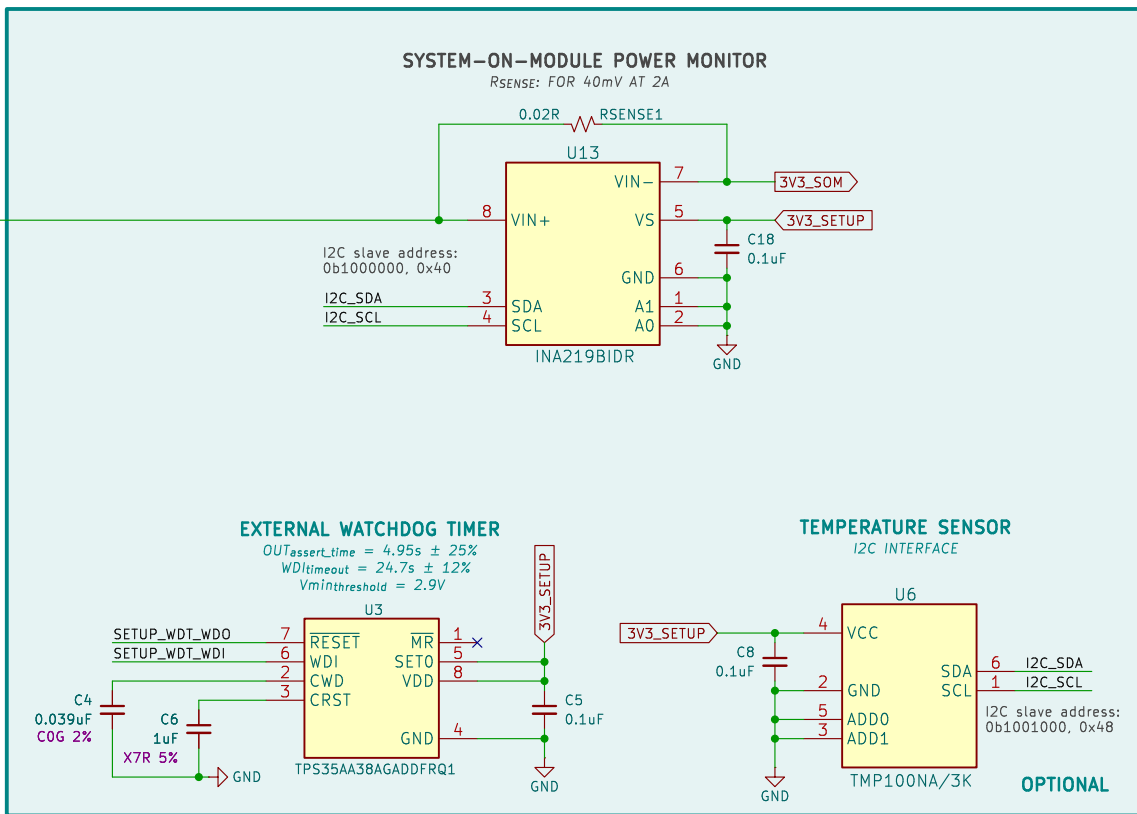 SYSTEM-ON-MODULE POWER MONITOR
RSENSE: FOR 40mV AT 2A
0.02R
RSENSE1
U13
VIN- 7
3V3_SOM
8 VIN+
VS 5
3V3_SETUP
C18
0.1uF
I2C slave address:
0b1000000, 0x40
GND 6
I2C_SDA 3 SDA
A1 1
I2C_SCL 4 SCL
A0 2
INA219BIDR
GND
EXTERNAL WATCHDOG TIMER
OUTassert_time = 4.95s ± 25%
WDItimeout = 24.7s ± 12%
Vminthreshold = 2.9V
3V3_SETUP
U3
SETUP_WDT_WDO 7 RESET
MR 1
SETUP_WDT_WDI 6 WDI
SET0 5
2 CWD
VDD 8
3 CRST
C4
0.039uF
C0G 2%
C6
1uF
X7R 5%
GND
C5
0.1uF
GND 4
TPS35AA38AGADDFRQ1
GND
TEMPERATURE SENSOR
I2C INTERFACE
U6
3V3_SETUP
4 VCC
C8
0.1uF
SDA 6 I2C_SDA
2 GND
SCL 1 I2C_SCL
5 ADD0
3 ADD1
I2C slave address:
0b1001000, 0x48
TMP100NA/3K
GND
OPTIONAL